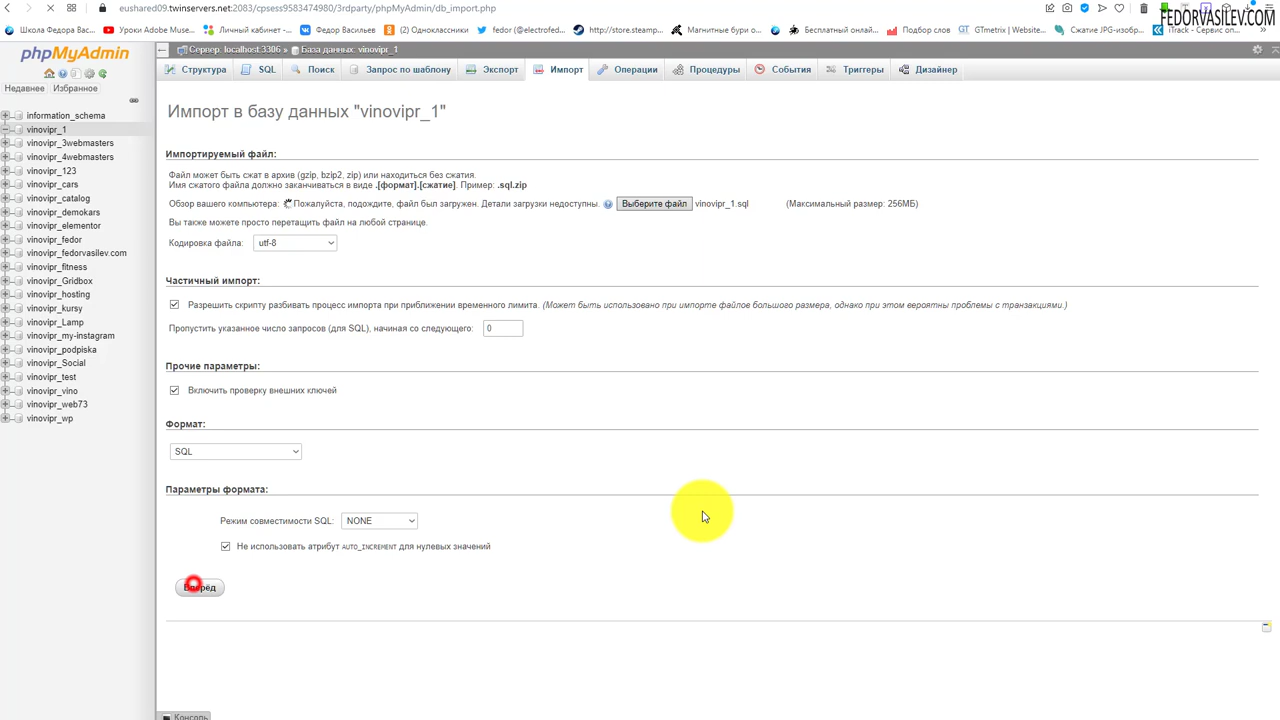 eushared09.twinservers.net:2083/cpsess9583474980/3rdparty/phpMyAdmin/db_import.php
FEDORVASILEV.COM
Школа Федора Вас...
Уроки Adobe Muse...
Личный кабинет -...
Федор Васильев
(2) Одноклассники
fedor (@electrofed...
http://store.steamp...
Магнитные бури о...
Бесплатный онлай...
Подбор слов
GTmetrix | Website...
Сжатие JPG-изобр...
iTrack - Сервис оп...
phpMyAdmin
Недавнее Избранное
information_schema
vinovipr_1
vinovipr_3webmasters
vinovipr_4webmasters
vinovipr_123
vinovipr_cars
vinovipr_catalog
vinovipr_demokars
vinovipr_elementor
vinovipr_fedor
vinovipr_fedorvasilev.com
vinovipr_fitness
vinovipr_Gridbox
vinovipr_hosting
vinovipr_kursy
vinovipr_Lamp
vinovipr_my-instagram
vinovipr_podpiska
vinovipr_Social
vinovipr_test
vinovipr_vino
vinovipr_web73
vinovipr_wp
Сервер: localhost:3306 » База данных: vinovipr_1
Структура SQL Поиск Запрос по шаблону Экспорт Импорт Операции Процедуры События Триггеры Дизайнер
Импорт в базу данных "vinovipr_1"
Импортируемый файл:
Файл может быть сжат в архив (gzip, bzip2, zip) или находиться без сжатия.
Имя сжатого файла должно заканчиваться в виде .[формат].[сжатие]. Пример: .sql.zip
Обзор вашего компьютера: Пожалуйста, подождите, файл был загружен. Детали загрузки недоступны. Выберите файл vinovipr_1.sql (Максимальный размер: 256МБ)
Вы также можете просто перетащить файл на любой странице.
Кодировка файла: utf-8
Частичный импорт:
Разрешить скрипту разбивать процесс импорта при приближении временного лимита. (Может быть использовано при импорте файлов большого размера, однако при этом вероятны проблемы с транзакциями.)
Пропустить указанное число запросов (для SQL), начиная со следующего: 0
Прочие параметры:
Включить проверку внешних ключей
Формат:
SQL
Параметры формата:
Режим совместимости SQL: NONE
Не использовать атрибут AUTO_INCREMENT для нулевых значений
Вперёд
Консоль